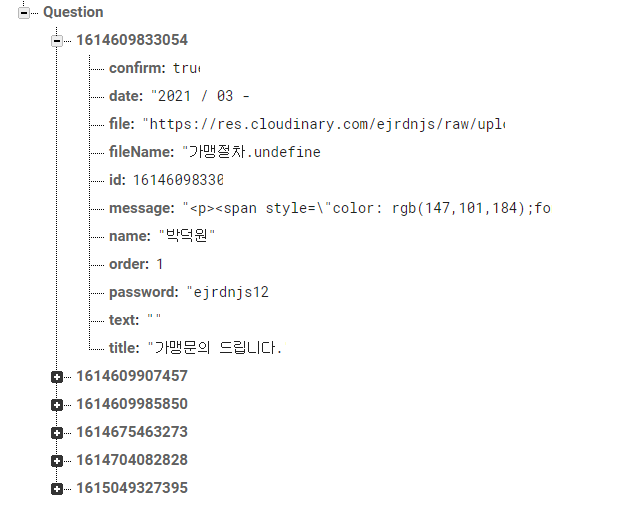 Question
1614609833054
confirm: true
date: "2021 / 03 -
file: "https://res.cloudinary.com/ejrdnjs/raw/uplo
fileName: "가맹절차.undefine
id: 16146098330
message: "<p><span style=\"color: rgb(147,101,184);fo
name: "박덕원"
order: 1
password: "ejrdnjs12
text: ""
title: "가맹문의 드립니다.
1614609907457
1614609985850
1614675463273
1614704082828
1615049327395